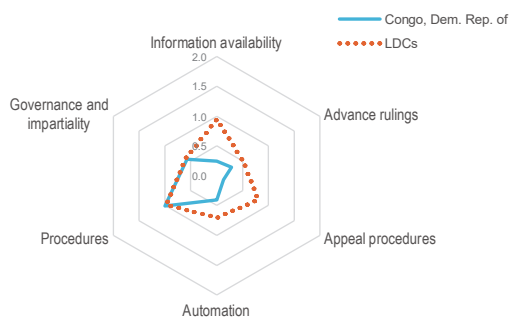 Congo, Dem. Rep. of
LDCs
Information availability
2.0
1.5
1.0
0.5
0.0
Governance and
impartiality
Advance rulings
Procedures
Appeal procedures
Automation